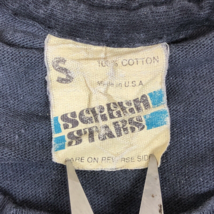 S
100% COTTON
MADE IN U.S.A.
SCREEN
STARS
CARE ON REVERSE SIDE